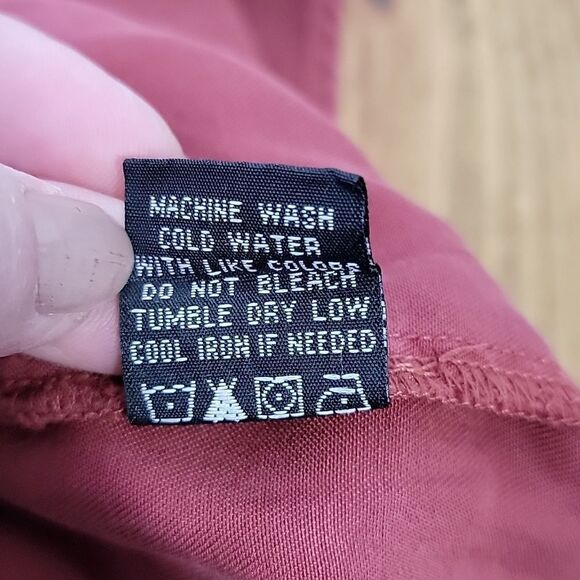 MACHINE WASH
COLD WATER
WITH LIKE COLORS
DO NOT BLEACH
TUMBLE DRY LOW
COOL IRON IF NEEDED